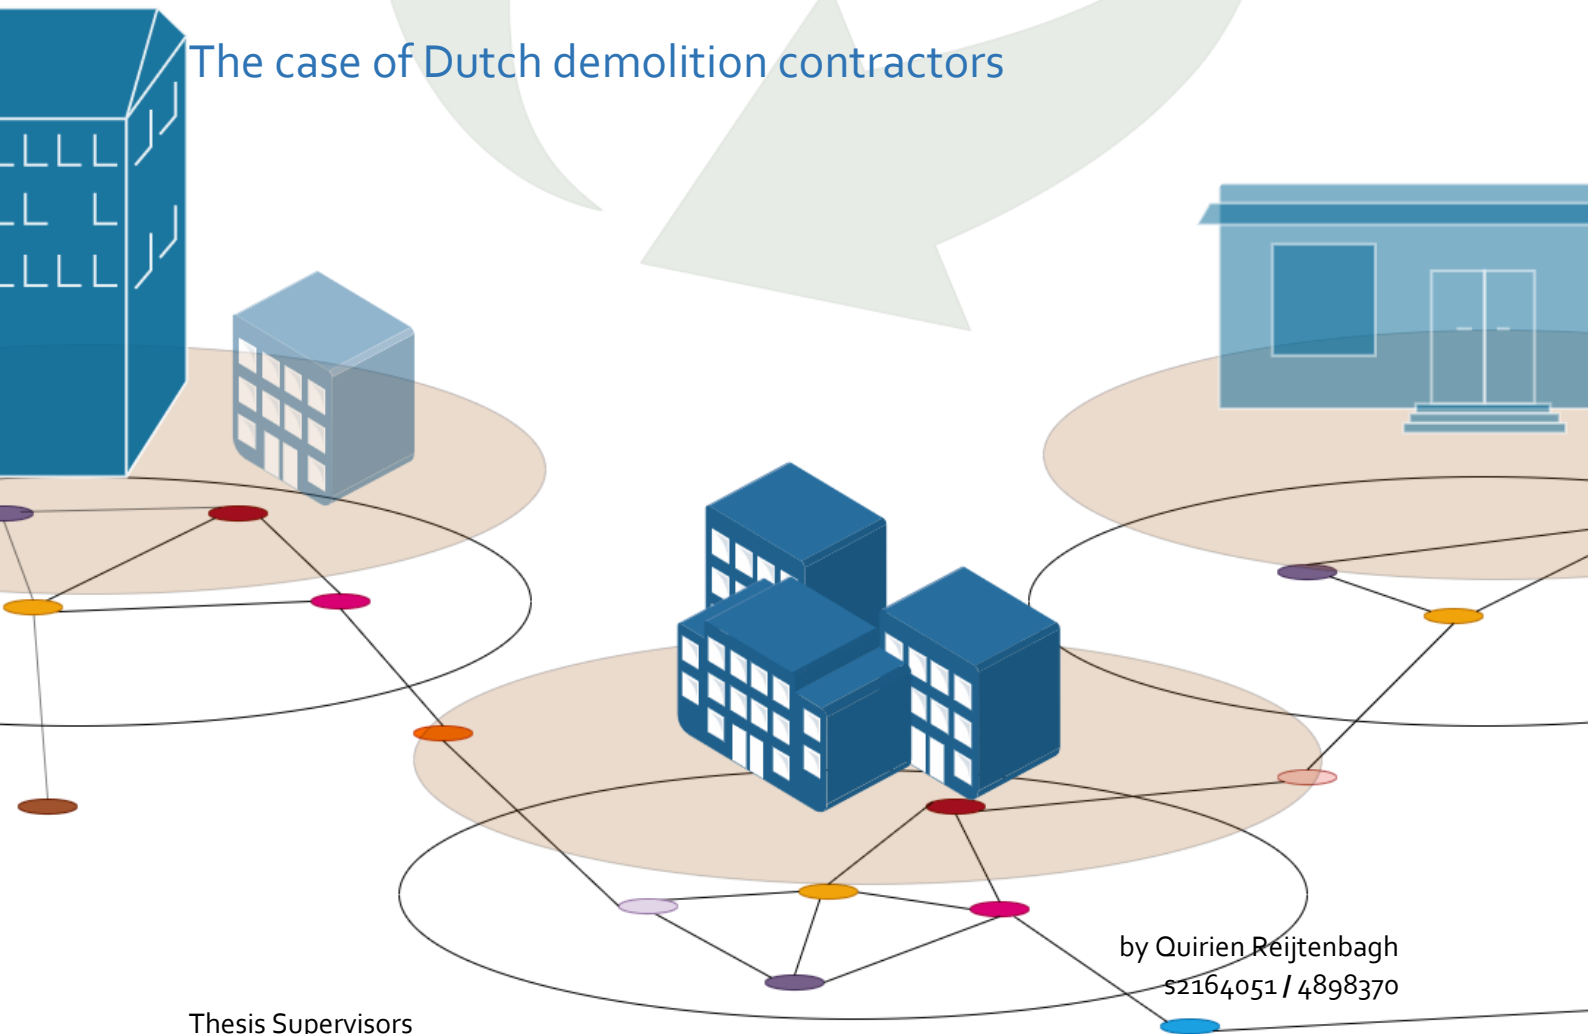 The case of Dutch demolition contractors
by Quirien Reijtenbagh
s2164051 / 4898370
Thesis Supervisors